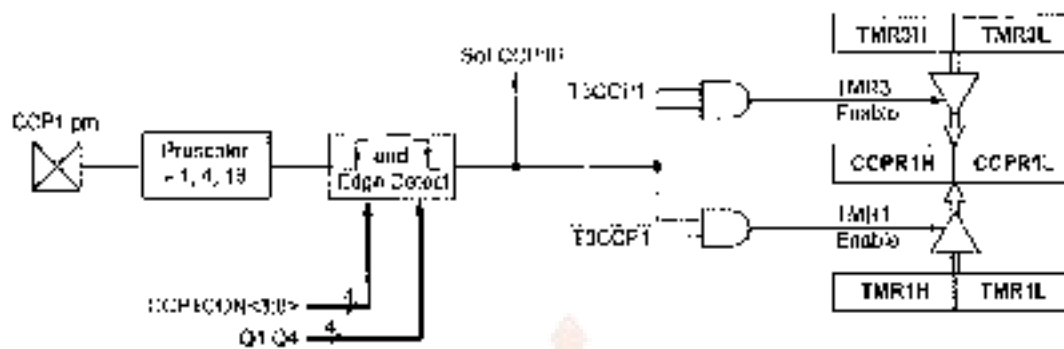 TMR3H TMR3L
Set CCP1IF
T3CCP1
TMR3
Enable
CCP1 pin
Prescaler
÷ 1, 4, 16
and
Edge Detect
CCPR1H CCPR1L
TMR1
Enable
T3CCP1
CCP1CON<3:0>
4
Q1:Q4
4
TMR1H TMR1L